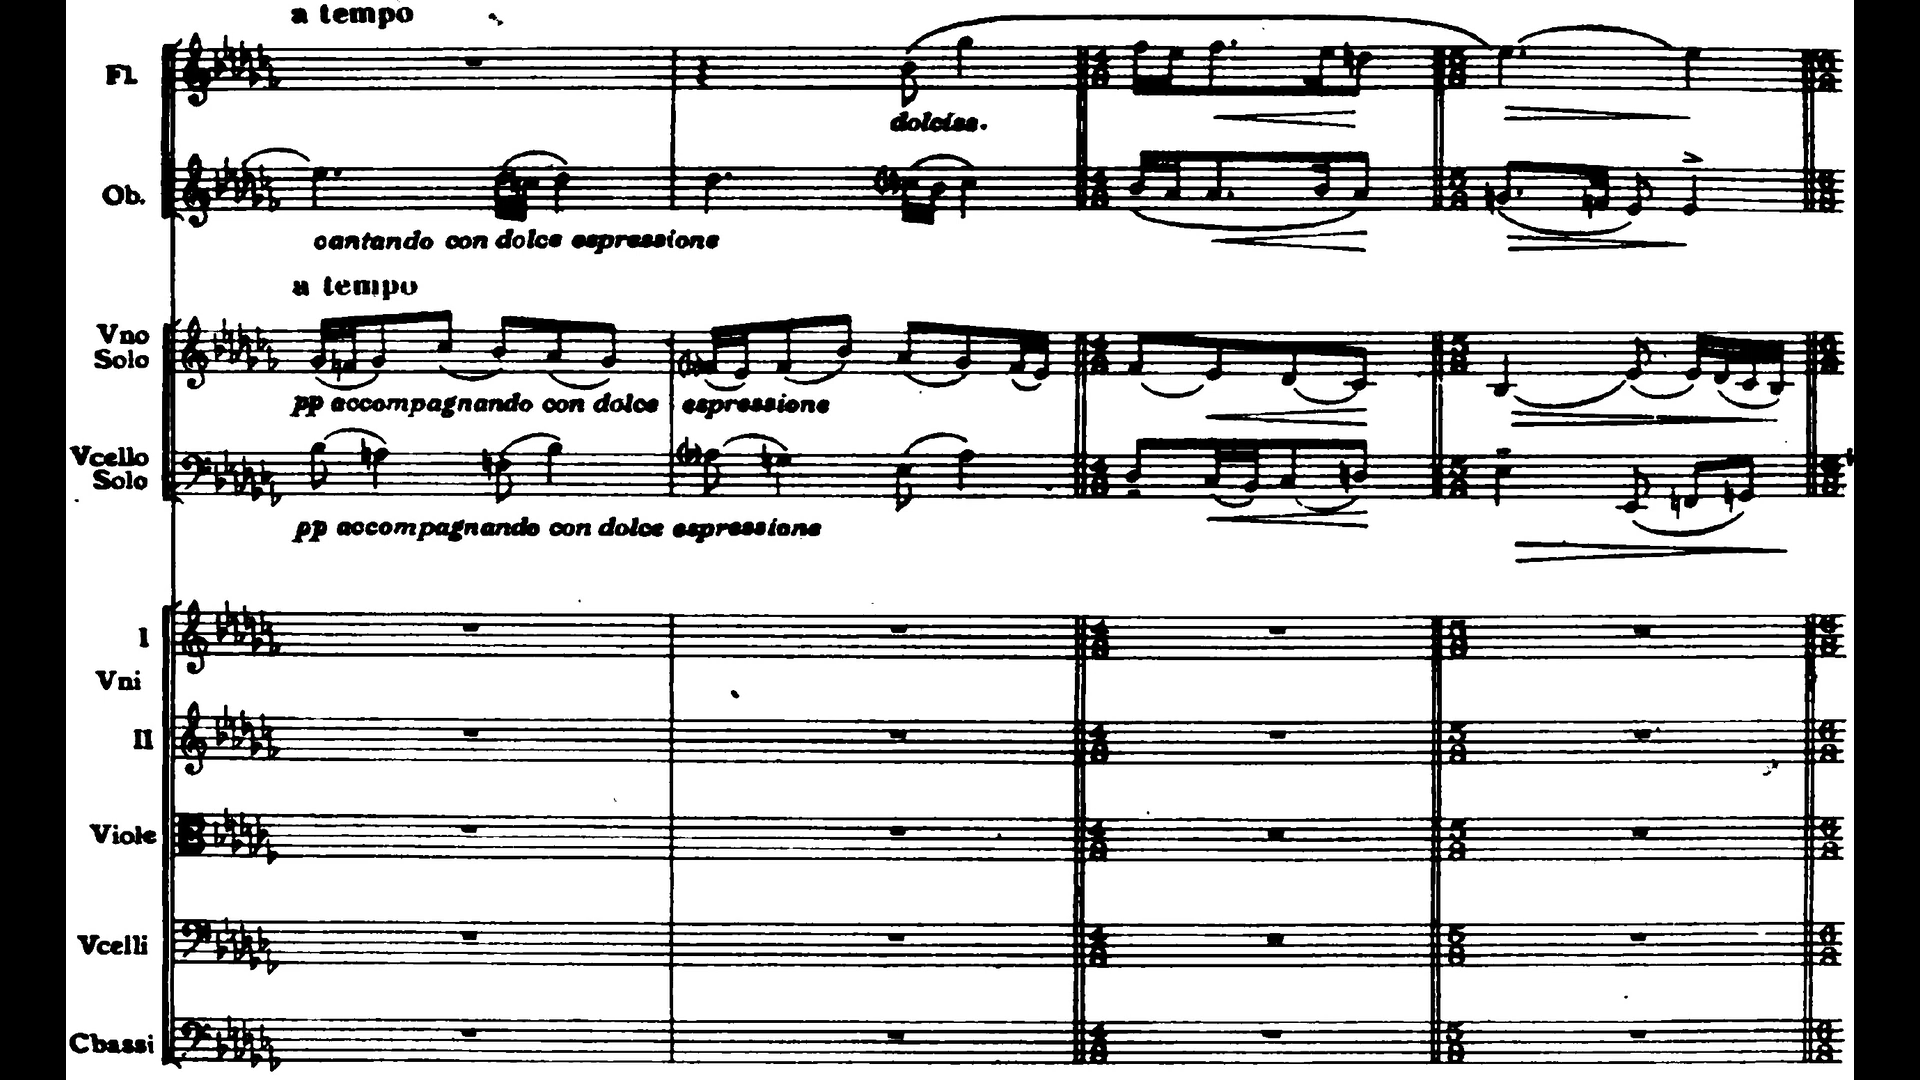 a tempo
Fl.
dolciss.
Ob.
cantando con dolce espressione
a tempo
Vno
Solo
pp accompagnando con dolce espressione
Vcello
Solo
pp accompagnando con dolce espressione
I
Vni
II
Viole
Vcelli
Cbassi